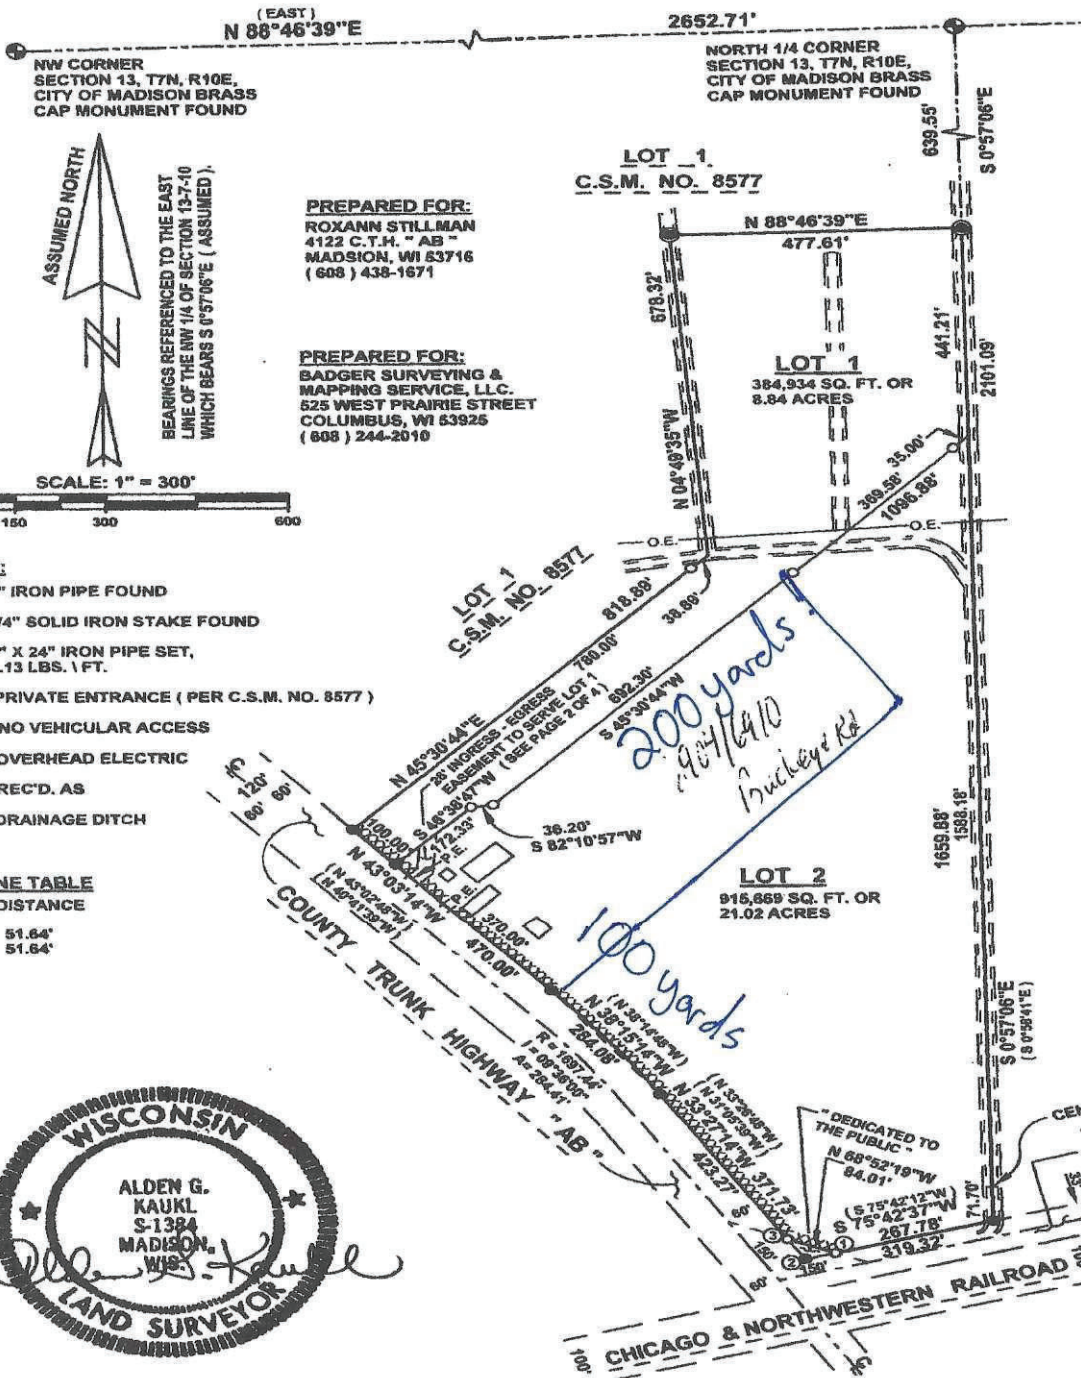 ( EAST )
N 88°46'39"E
2652.71'
NW CORNER
SECTION 13, T7N, R10E,
CITY OF MADISON BRASS
CAP MONUMENT FOUND
NORTH 1/4 CORNER
SECTION 13, T7N, R10E,
CITY OF MADISON BRASS
CAP MONUMENT FOUND
639.55'
S 0°57'06"E
ASSUMED NORTH
N
BEARINGS REFERENCED TO THE EAST
LINE OF THE NW 1/4 OF SECTION 13-7-10
WHICH BEARS S 0°57'06"E ( ASSUMED ).
SCALE: 1" = 300'
150 300 600
PREPARED FOR:
ROXANN STILLMAN
4122 C.T.H. " AB "
MADSION, WI 53716
( 608 ) 438-1671
PREPARED FOR:
BADGER SURVEYING &
MAPPING SERVICE, LLC.
525 WEST PRAIRIE STREET
COLUMBUS, WI 53925
( 608 ) 244-2010
LOT 1
C.S.M. NO. 8577
N 88°46'39"E
477.61'
678.32'
N 04°49'35"W
LOT 1
384,934 SQ. FT. OR
8.84 ACRES
441.21'
2101.09'
35.00'
369.58'
1096.88'
O.E.
O.E.
" IRON PIPE FOUND
/4" SOLID IRON STAKE FOUND
" X 24" IRON PIPE SET,
.13 LBS. \ FT.
PRIVATE ENTRANCE ( PER C.S.M. NO. 8577 )
NO VEHICULAR ACCESS
OVERHEAD ELECTRIC
REC'D. AS
DRAINAGE DITCH
NE TABLE
DISTANCE
51.64'
51.64'
LOT 1
C.S.M. NO. 8577
818.89'
38.89'
N 45°30'44"E
780.00'
28' INGRESS - EGRESS
EASEMENT TO SERVE LOT 1
(SEE PAGE 2 OF 4)
692.30'
S 45°30'44"W
S 46°36'47"W
172.33'
36.20'
S 82°10'57"W
200 yards!
Buckeye Rd
100 yards
LOT 2
915,669 SQ. FT. OR
21.02 ACRES
1659.88'
1588.18'
S 0°57'06"E
( S 0°58'41"E )
71.70'
120'
60' 60'
100.00'
P.E.
P.E.
N 43°03'14"W
( N 43°02'48"W )
( N 40°41'39"W )
370.00'
470.00'
COUNTY TRUNK HIGHWAY " AB "
( N 38°14'48"W )
N 38°15'14"W
284.08'
R = 1697.44'
I = 09°36'00"
A = 284.41'
( N 33°26'48"W )
( N 31°05'39"W )
N 33°27'14"W
371.73'
423.27'
" DEDICATED TO
THE PUBLIC "
N 68°52'19"W
84.01'
( S 75°42'12"W )
S 75°42'37"W
267.78'
319.32'
60'
150'
150'
60'
1
2
3
CEN
100'
CHICAGO & NORTHWESTERN RAILROAD
WISCONSIN
ALDEN G.
KAUKL
S-1384
MADISON,
WIS.
LAND SURVEYOR
Alden G. Kaukl